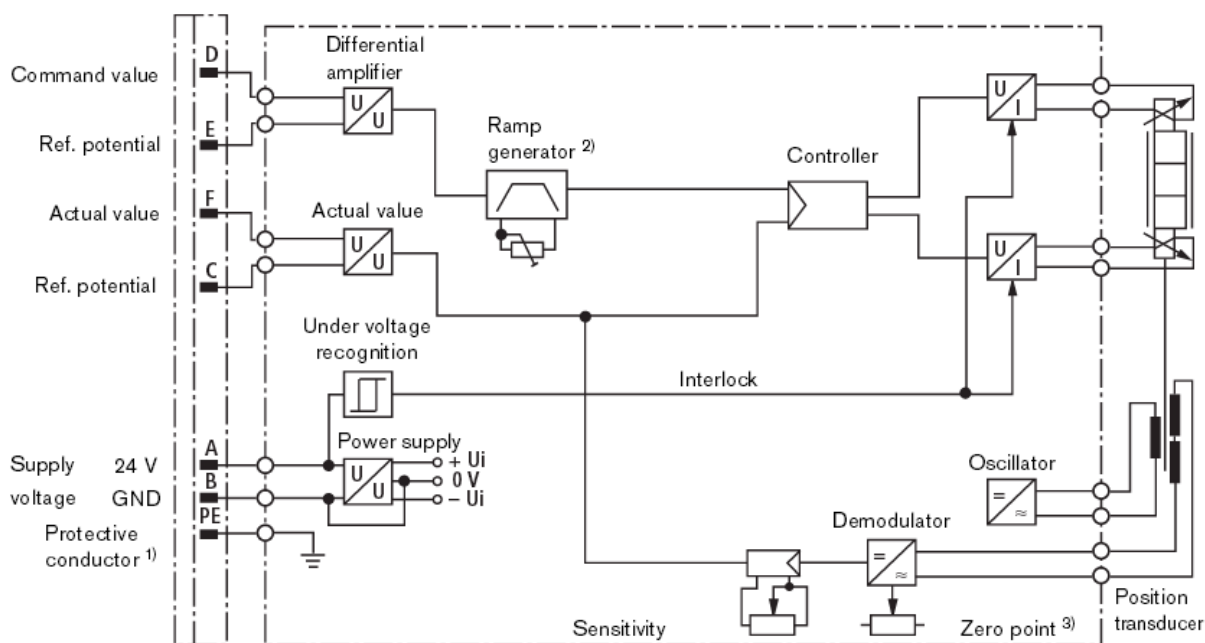 Command value
D
Differential
amplifier
U
U
U
I
Ref. potential
E
Ramp
generator 2)
Controller
Actual value
F
Actual value
U
U
U
I
Ref. potential
C
Under voltage
recognition
Interlock
Supply 24 V
A
Power supply
U
U
+ Ui
0 V
– Ui
voltage GND
B
PE
Protective
conductor 1)
Oscillator
=
≈
Demodulator
=
≈
Position
transducer
Sensitivity
Zero point 3)